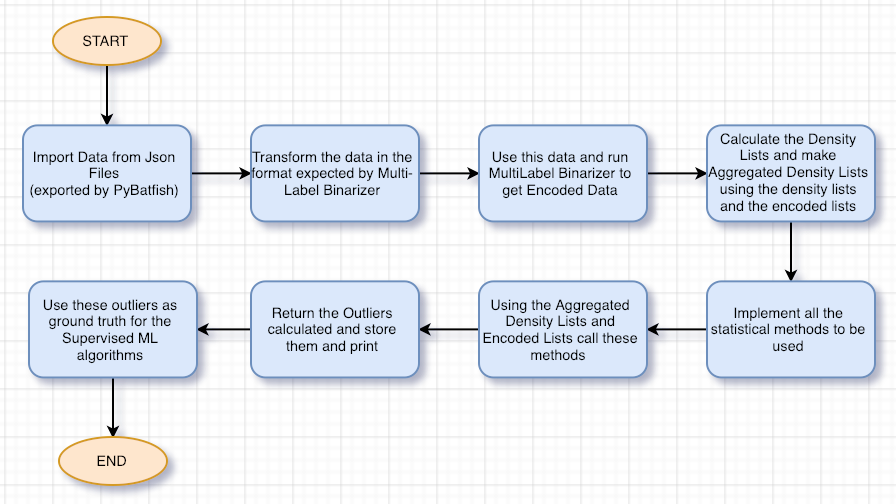 START
Import Data from Json
Files
(exported by PyBatfish)
Transform the data in the
format expected by Multi-
Label Binarizer
Use this data and run
MultiLabel Binarizer to
get Encoded Data
Calculate the Density
Lists and make
Aggregated Density Lists
using the density lists
and the encoded lists
Implement all the
statistical methods to be
used
Using the Aggregated
Density Lists and
Encoded Lists call these
methods
Return the Outliers
calculated and store
them and print
Use these outliers as
ground truth for the
Supervised ML
algorithms
END